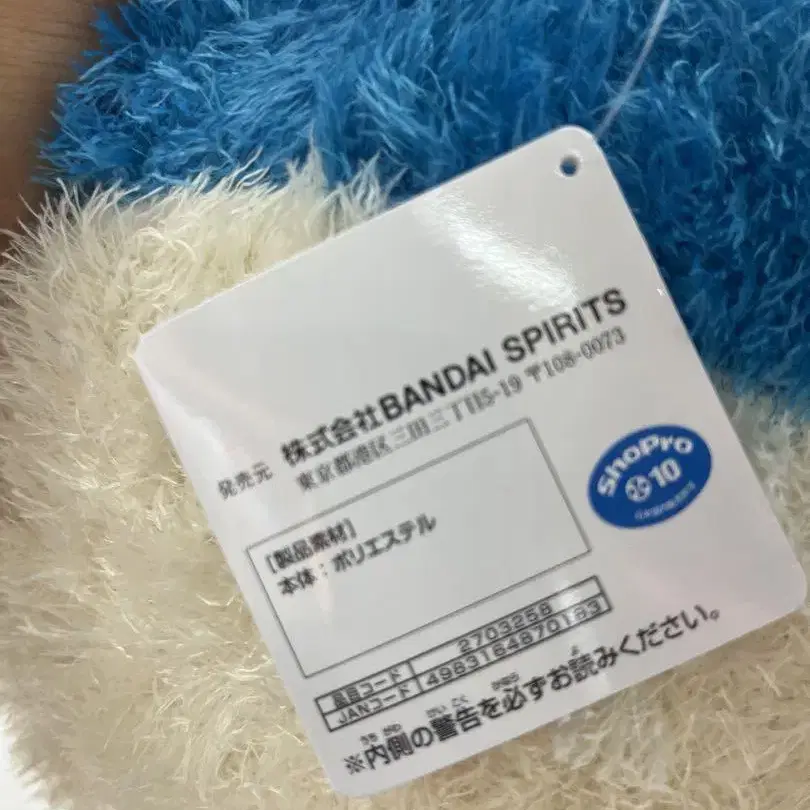 発売元 株式会社BANDAI SPIRITS
東京都港区三田三丁目5-19 〒108-0073
ShoPro
10
[製品素材]
本体：ポリエステル
品目コード 2703258
JANコード 4983164870183
※内側の警告を必ずお読みください。